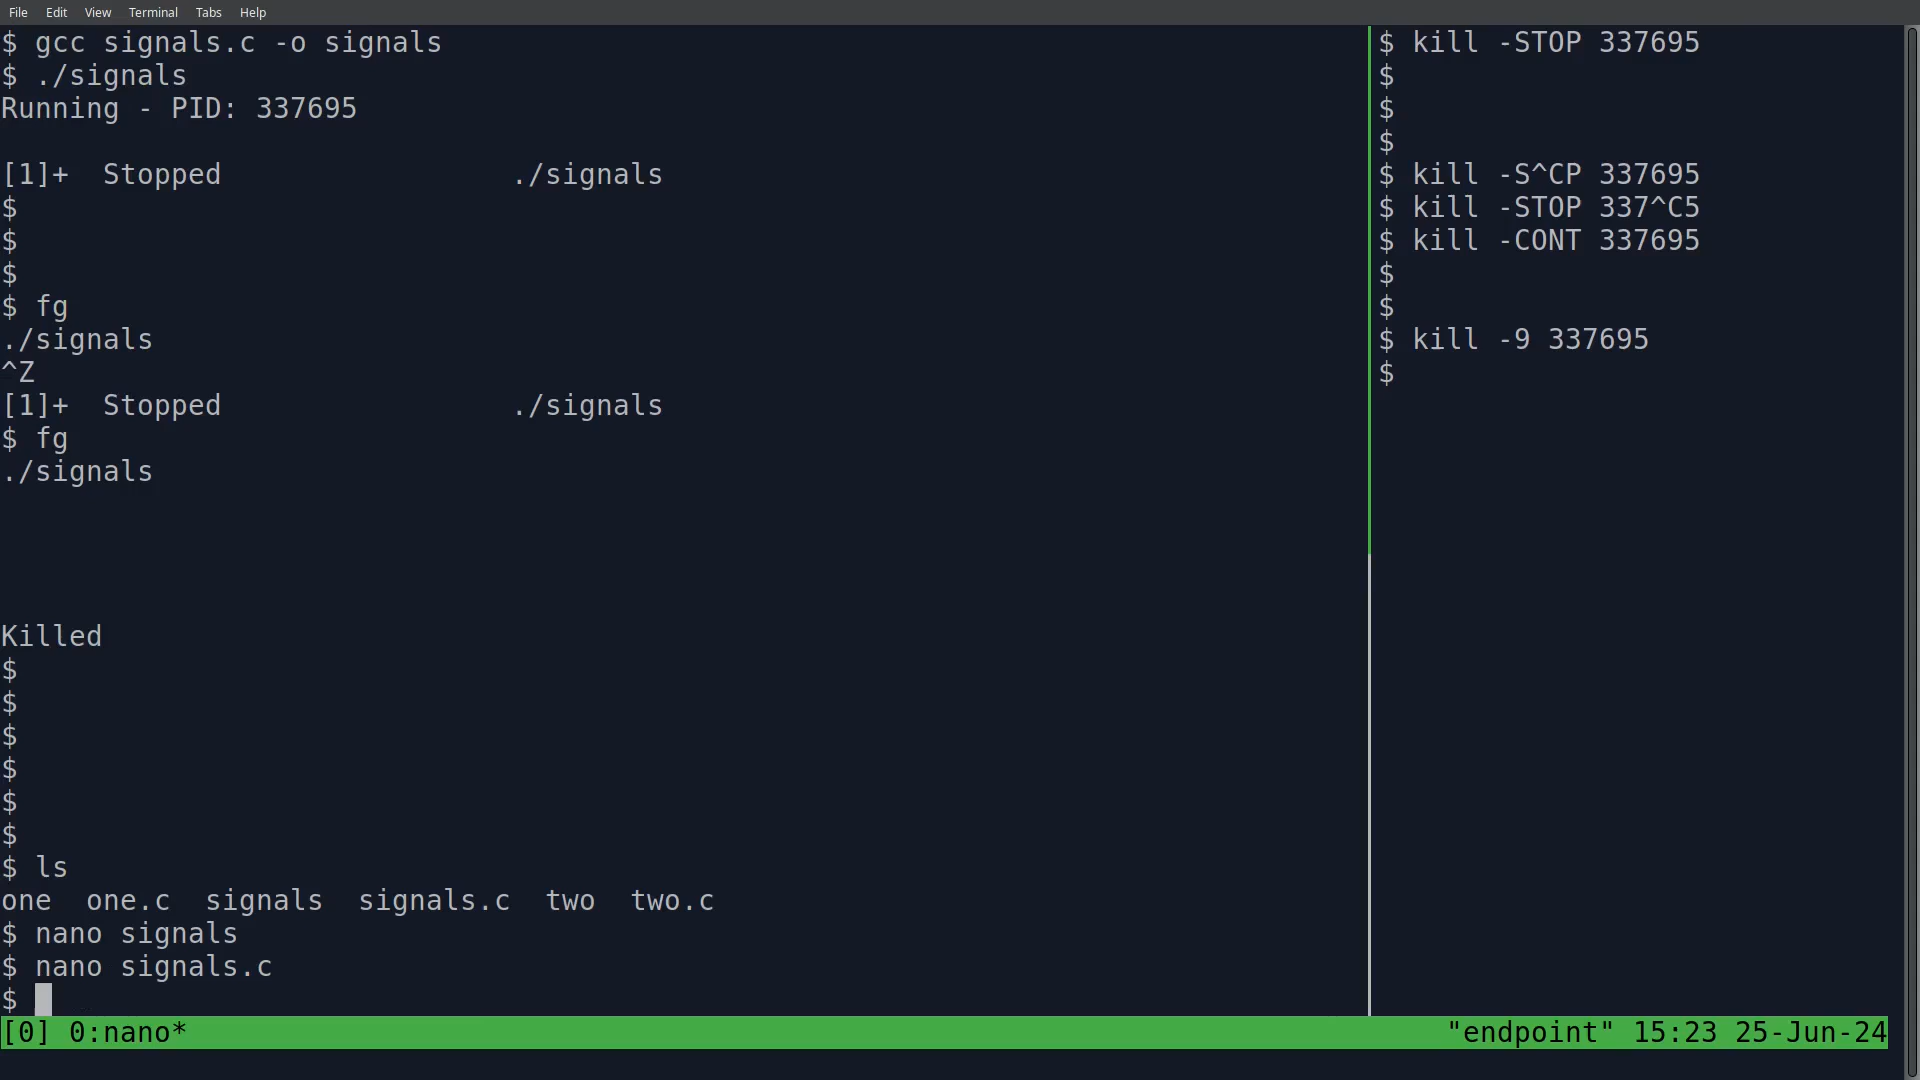 File Edit View Terminal Tabs Help
$ gcc signals.c -o signals
$ ./signals
Running - PID: 337695
[1]+  Stopped                 ./signals
$
$
$
$ fg
./signals
^Z
[1]+  Stopped                 ./signals
$ fg
./signals
Killed
$
$
$
$
$
$
$ ls
one  one.c  signals  signals.c  two  two.c
$ nano signals
$ nano signals.c
$
$ kill -STOP 337695
$
$
$
$ kill -S^CP 337695
$ kill -STOP 337^C5
$ kill -CONT 337695
$
$
$ kill -9 337695
$
[0] 0:nano* "endpoint" 15:23 25-Jun-24